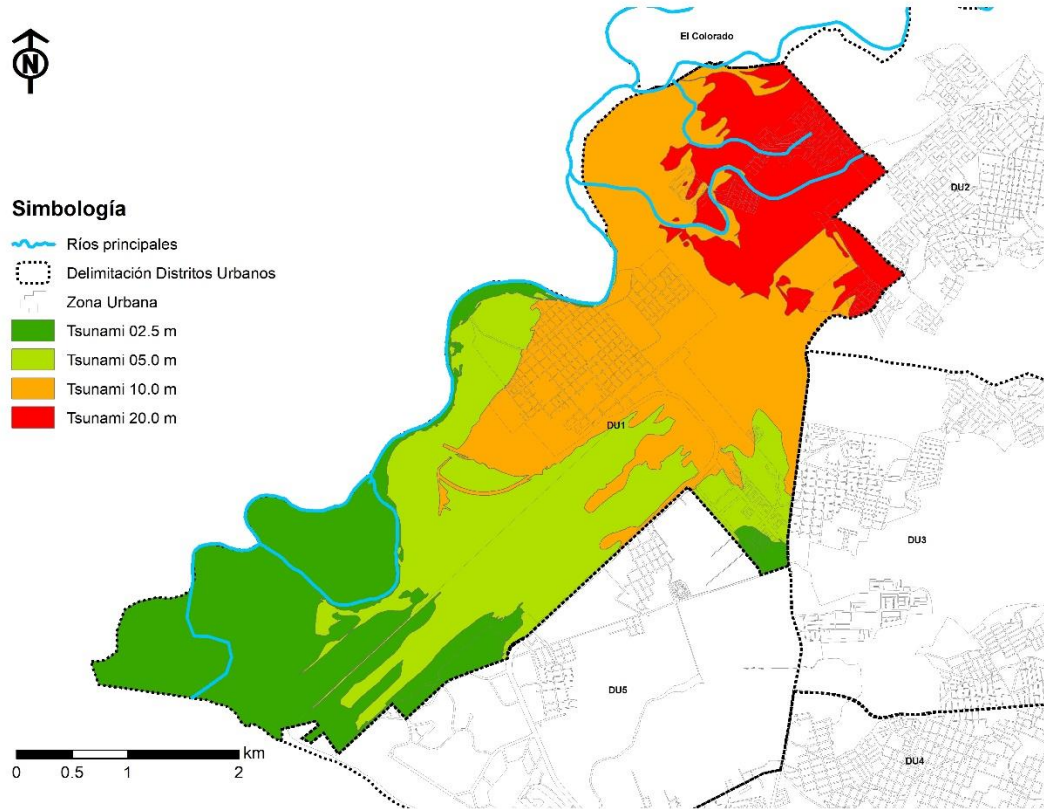 N
El Colorado
DU2
Simbología
Ríos principales
Delimitación Distritos Urbanos
Zona Urbana
Tsunami 02.5 m
Tsunami 05.0 m
Tsunami 10.0 m
Tsunami 20.0 m
DU1
DU3
DU5
DU4
km
0 0.5 1 2